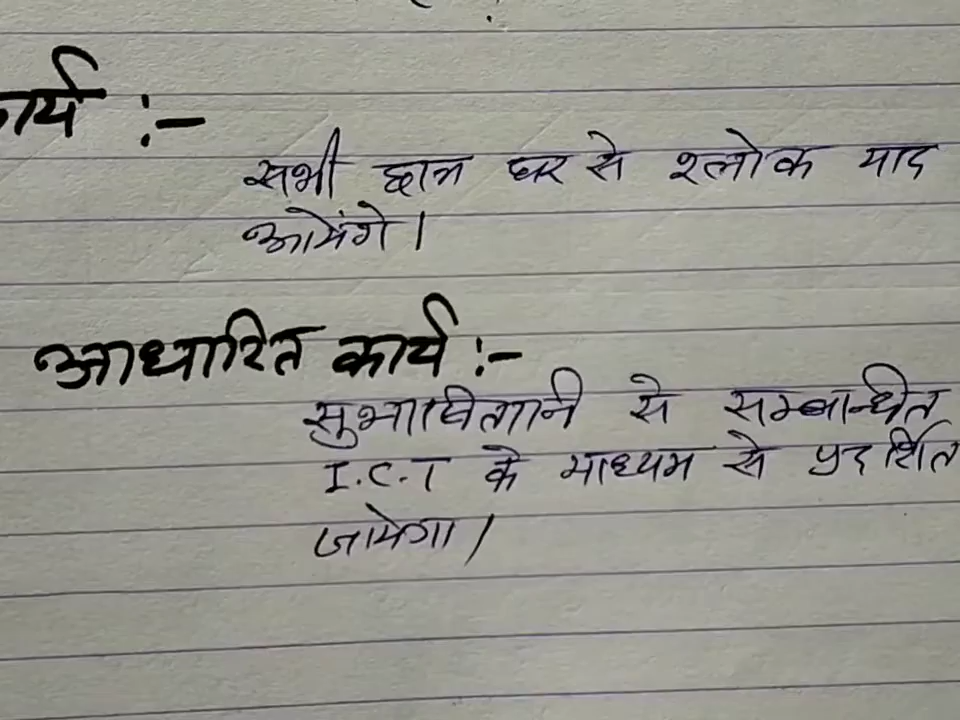 ार्य :-
सभी छात्र घर से श्लोक याद
आयेंगे।
आधारित कार्य :-
सुभाषितानि से सम्बन्धित
I.C.T के माध्यम से प्रदर्शित
जायेगा।